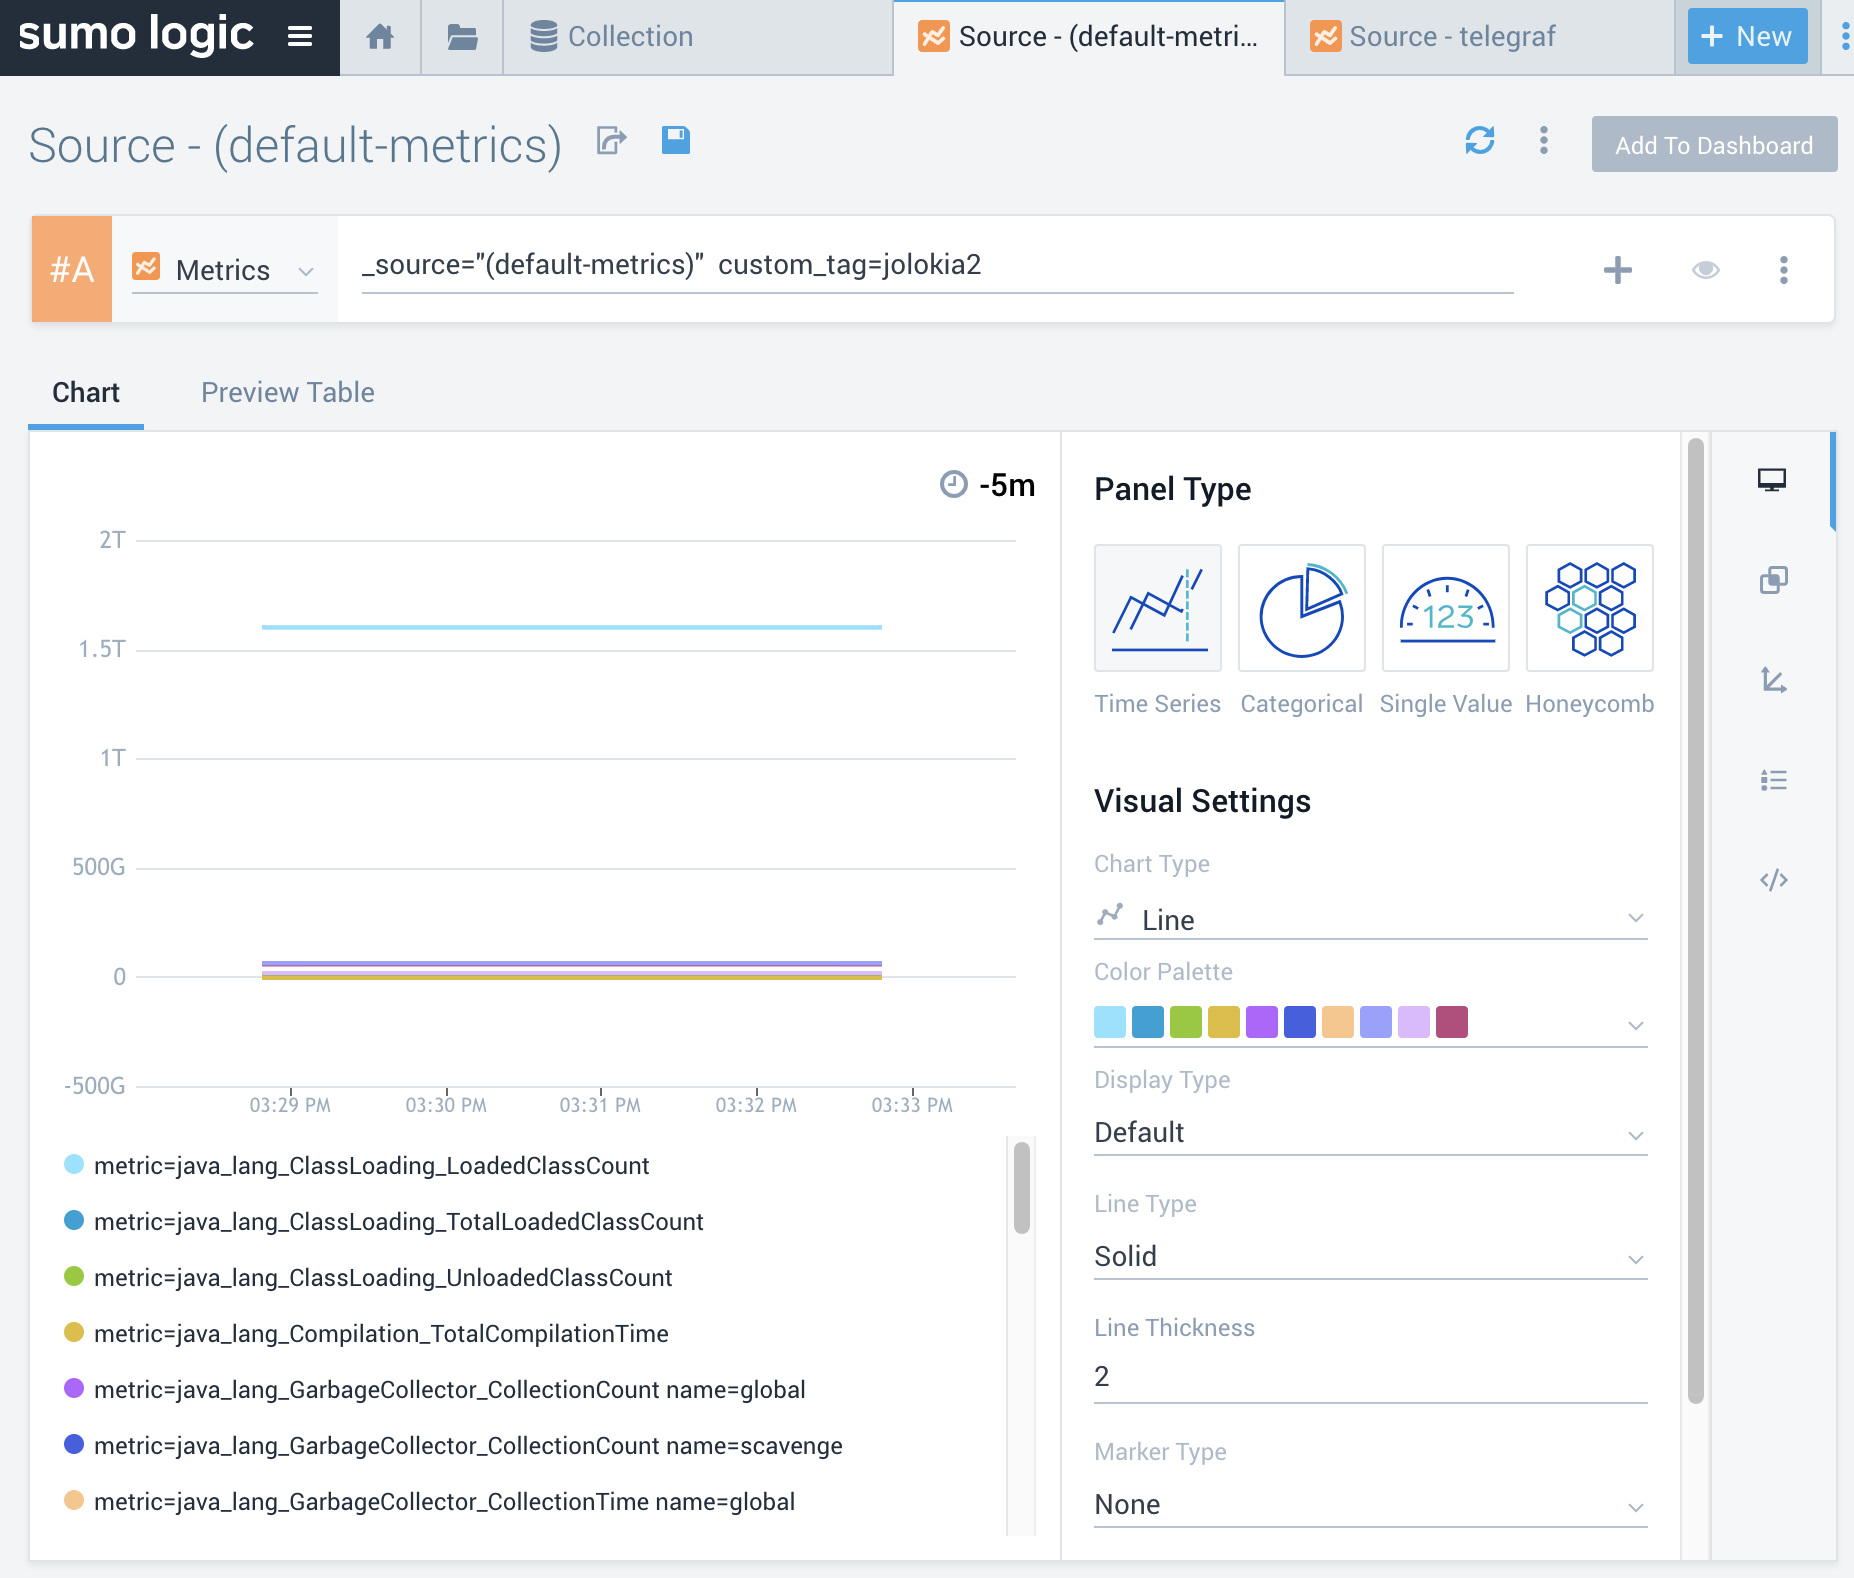 sumo logic
Collection
Source - (default-metri...
Source - telegraf
+ New
Source - (default-metrics)
Add To Dashboard
#A
Metrics
_source="(default-metrics)" custom_tag=jolokia2
Chart
Preview Table
-5m
2T
1.5T
1T
500G
0
-500G
03:29 PM
03:30 PM
03:31 PM
03:32 PM
03:33 PM
metric=java_lang_ClassLoading_LoadedClassCount
metric=java_lang_ClassLoading_TotalLoadedClassCount
metric=java_lang_ClassLoading_UnloadedClassCount
metric=java_lang_Compilation_TotalCompilationTime
metric=java_lang_GarbageCollector_CollectionCount name=global
metric=java_lang_GarbageCollector_CollectionCount name=scavenge
metric=java_lang_GarbageCollector_CollectionTime name=global
Panel Type
123
Time Series
Categorical
Single Value
Honeycomb
Visual Settings
Chart Type
Line
Color Palette
Display Type
Default
Line Type
Solid
Line Thickness
2
Marker Type
None